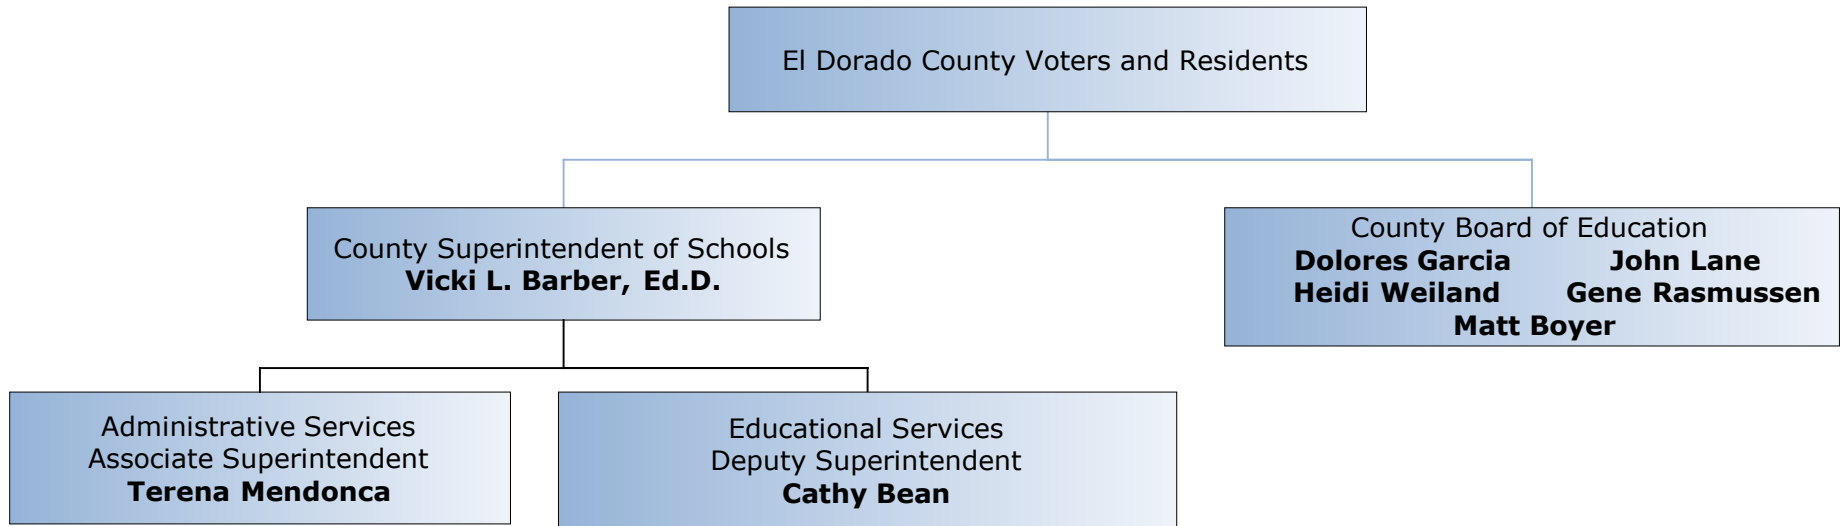 El Dorado County Voters and Residents
County Superintendent of Schools
Vicki L. Barber, Ed.D.
County Board of Education
Dolores Garcia John Lane
Heidi Weiland Gene Rasmussen
Matt Boyer
Administrative Services
Associate Superintendent
Terena Mendonca
Educational Services
Deputy Superintendent
Cathy Bean